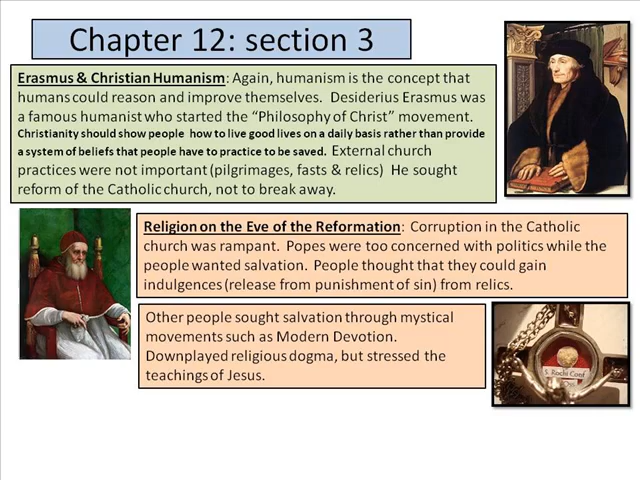 Chapter 12: section 3
Erasmus & Christian Humanism: Again, humanism is the concept that
humans could reason and improve themselves. Desiderius Erasmus was
a famous humanist who started the “Philosophy of Christ” movement.
Christianity should show people how to live good lives on a daily basis rather than provide
a system of beliefs that people have to practice to be saved. External church
practices were not important (pilgrimages, fasts & relics) He sought
reform of the Catholic church, not to break away.
Religion on the Eve of the Reformation: Corruption in the Catholic
church was rampant. Popes were too concerned with politics while the
people wanted salvation. People thought that they could gain
indulgences (release from punishment of sin) from relics.
Other people sought salvation through mystical
movements such as Modern Devotion.
Downplayed religious dogma, but stressed the
teachings of Jesus.
S. Rochi Conf